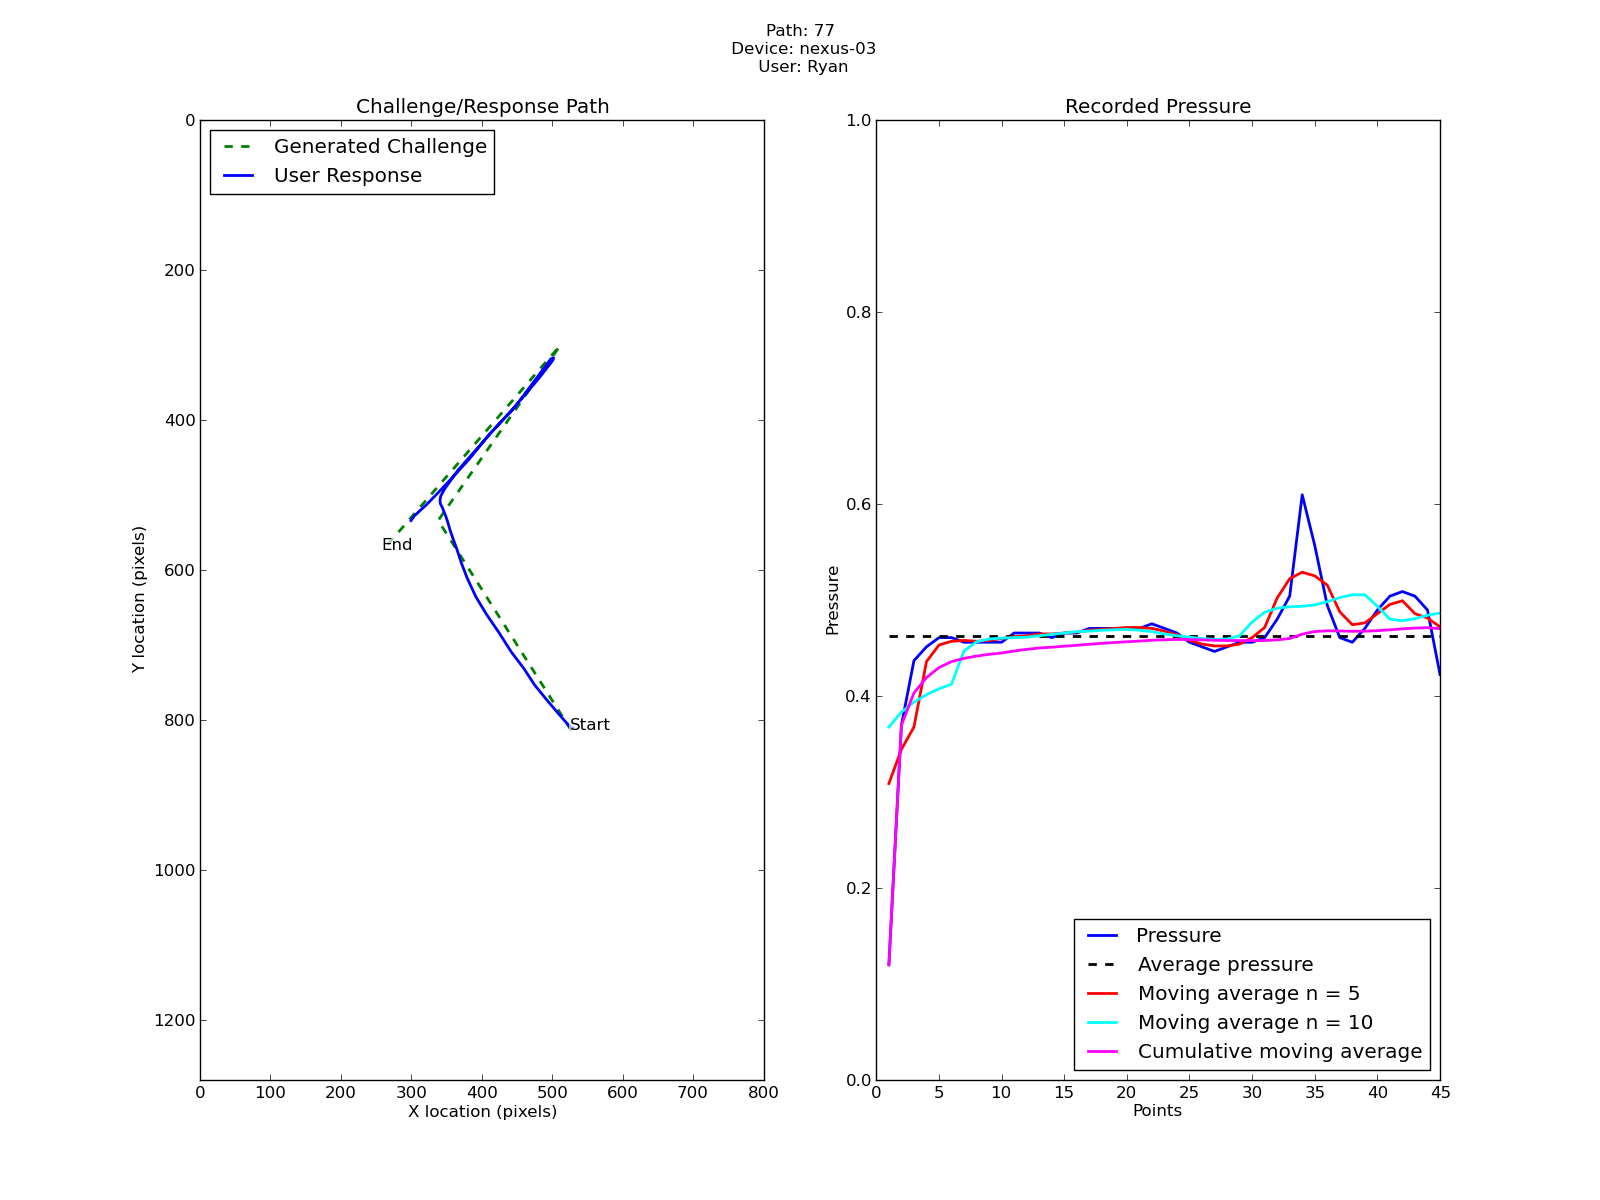 Path: 77
Device: nexus-03
User: Ryan
Challenge/Response Path
Generated Challenge
User Response
0
200
400
600
800
1000
1200
Y location (pixels)
End
Start
0 100 200 300 400 500 600 700 800
X location (pixels)
Recorded Pressure
1.0
0.8
0.6
0.4
0.2
0.0
Pressure
Pressure
Average pressure
Moving average n = 5
Moving average n = 10
Cumulative moving average
0 5 10 15 20 25 30 35 40 45
Points